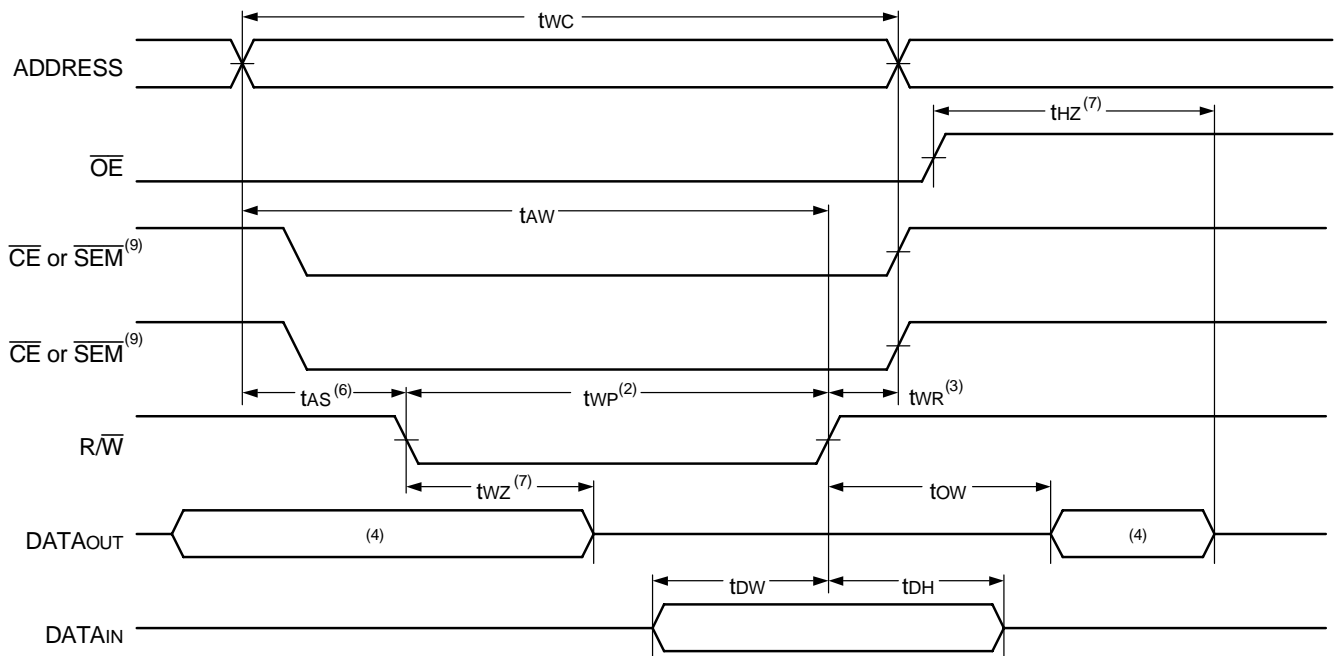 tWC
ADDRESS
tHZ(7)
OE
tAW
CE or SEM(9)
CE or SEM(9)
tAS(6) tWP(2) tWR(3)
R/W
tWZ(7) tOW
DATAOUT (4) (4)
tDW tDH
DATAIN